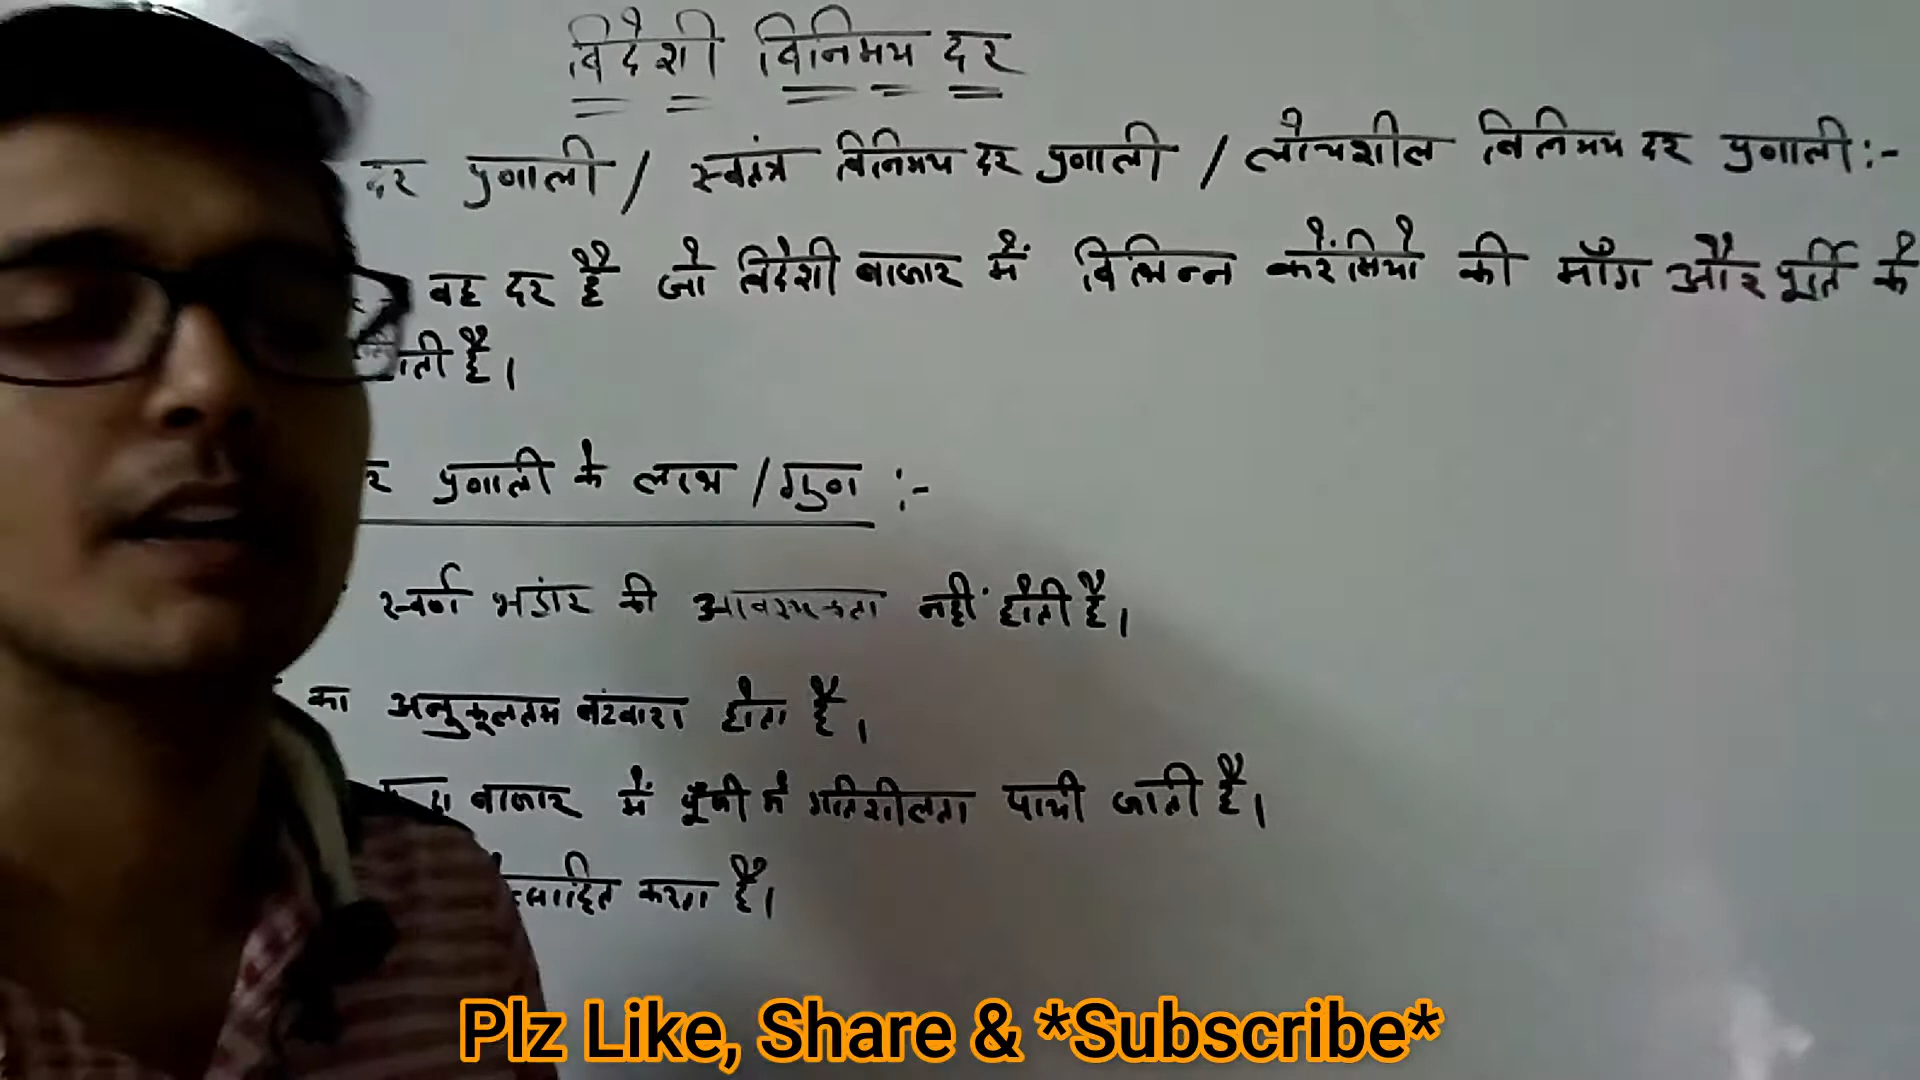 विदेशी विनिमय दर
दर प्रणाली / स्वतंत्र विनिमय दर प्रणाली / लोचशील विनिमय दर प्रणाली :-
वह दर है जो विदेशी बाजार में विभिन्न करेंसियो की माँग और पूर्ति के
ाती है।
र प्रणाली के लाभ / गुण :-
स्वर्ण भडांर की आवश्यकता नहीं होती है।
का अनुकूलतम बंटवारा होता है।
बाजार में पूँजी में गतिशीलता पायी जाती है।
त्साहित करता है।
Plz Like, Share & *Subscribe*